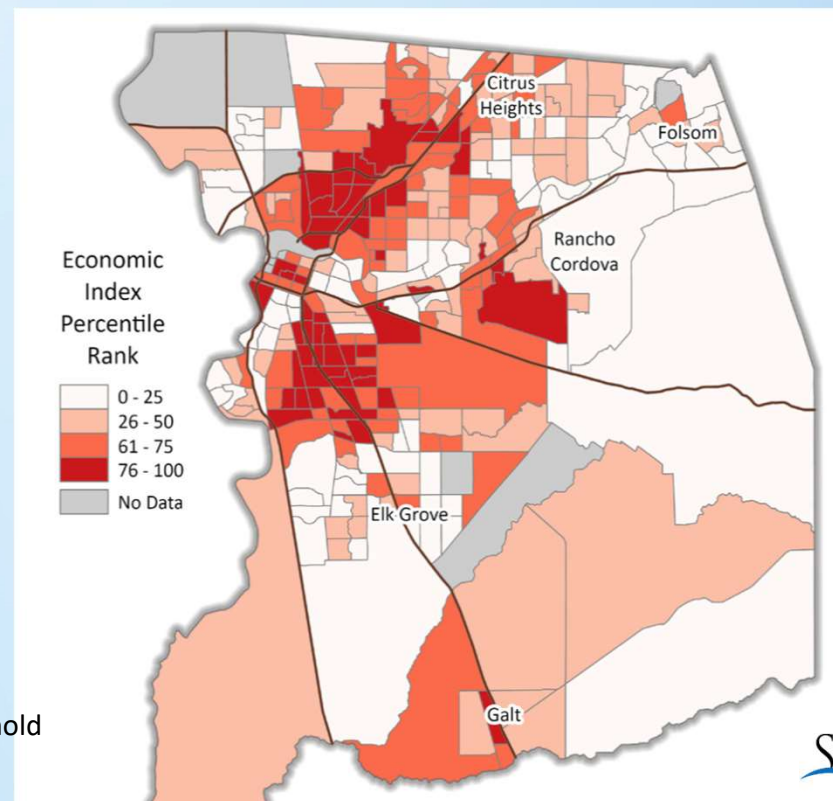 Citrus
Heights
Folsom
Rancho
Cordova
Economic
Index
Percentile
Rank
0 - 25
26 - 50
61 - 75
76 - 100
No Data
Elk Grove
Galt